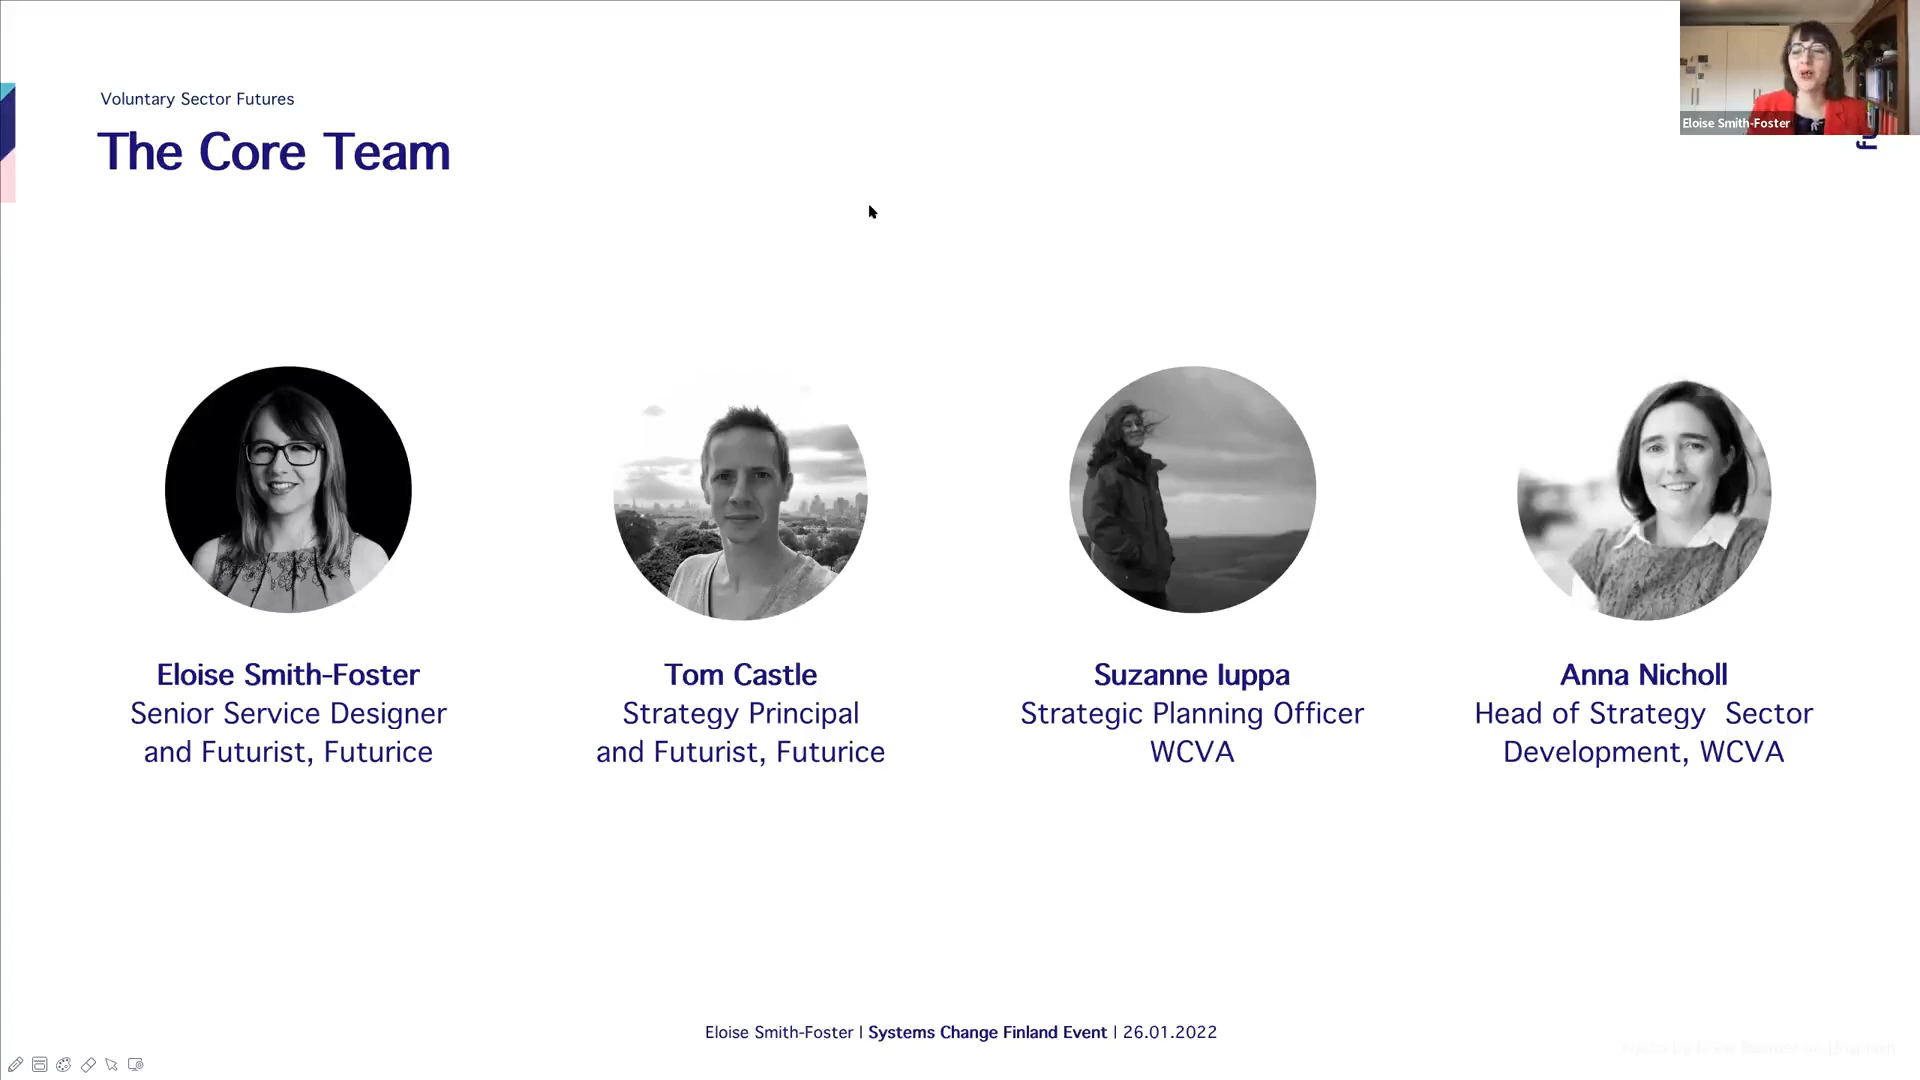 Voluntary Sector Futures
The Core Team
Eloise Smith-Foster
fu
Eloise Smith-Foster
Senior Service Designer
and Futurist, Futurice
Tom Castle
Strategy Principal
and Futurist, Futurice
Suzanne Iuppa
Strategic Planning Officer
WCVA
Anna Nicholl
Head of Strategy  Sector
Development, WCVA
Eloise Smith-Foster | Systems Change Finland Event | 26.01.2022